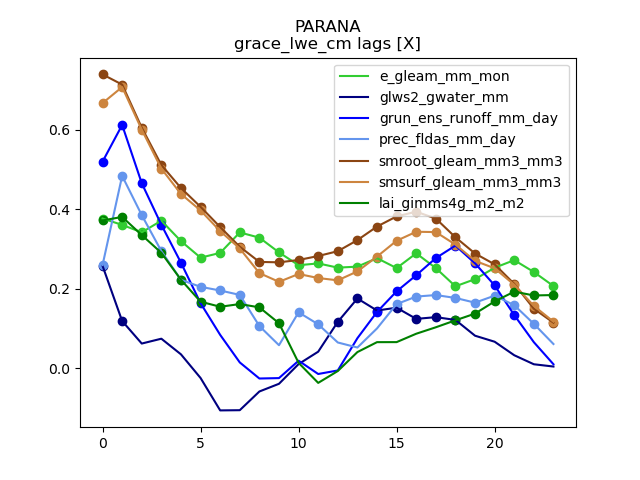 PARANA
grace_lwe_cm lags [X]
e_gleam_mm_mon
glws2_gwater_mm
grun_ens_runoff_mm_day
prec_fldas_mm_day
smroot_gleam_mm3_mm3
smsurf_gleam_mm3_mm3
lai_gimms4g_m2_m2
0.6
0.4
0.2
0.0
0 5 10 15 20